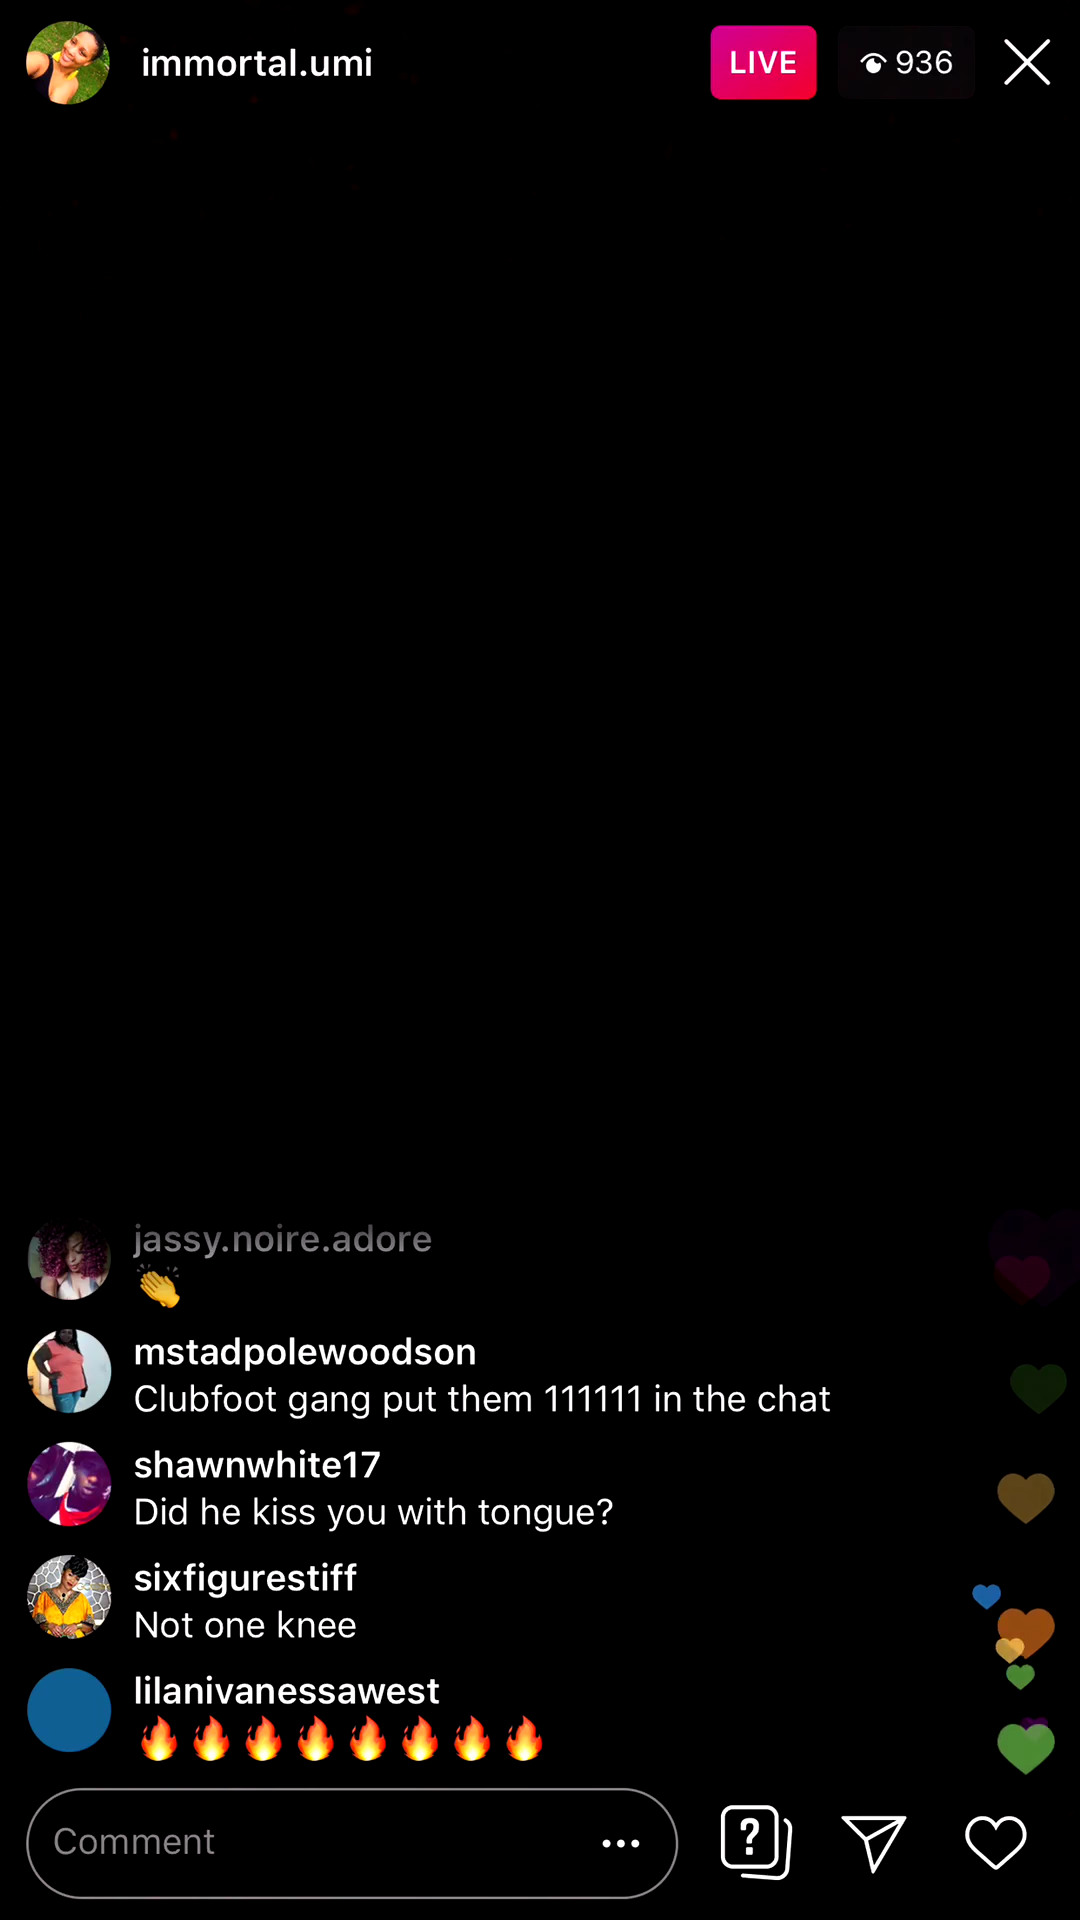 immortal.umi
LIVE
936
jassy.noire.adore
👏
mstadpolewoodson
Clubfoot gang put them 111111 in the chat
shawnwhite17
Did he kiss you with tongue?
sixfigurestiff
Not one knee
lilanivanessawest
🔥🔥🔥🔥🔥🔥🔥🔥
Comment
?